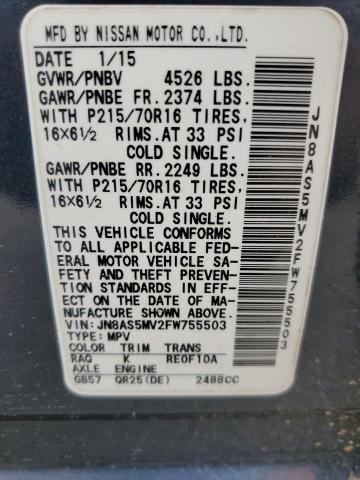 MFD BY NISSAN MOTOR CO.,LTD.
DATE 1/15
GVWR/PNBV 4526 LBS.
GAWR/PNBE FR. 2374 LBS.
WITH P215/70R16 TIRES,
16×6½ RIMS.AT 33 PSI
COLD SINGLE.
GAWR/PNBE RR. 2249 LBS.
WITH P215/70R16 TIRES,
16×6½ RIMS.AT 33 PSI
COLD SINGLE.
THIS VEHICLE CONFORMS
TO ALL APPLICABLE FED-
ERAL MOTOR VEHICLE SA-
FETY AND THEFT PREVEN-
TION STANDARDS IN EFF-
ECT ON THE DATE OF MA-
NUFACTURE SHOWN ABOVE.
VIN: JN8AS5MV2FW755503
TYPE: MPV
COLOR TRIM TRANS
RAQ K RE0F10A
AXLE ENGINE
GB57 QR25(DE) 2488CC
JN8AS5MV2FW755503